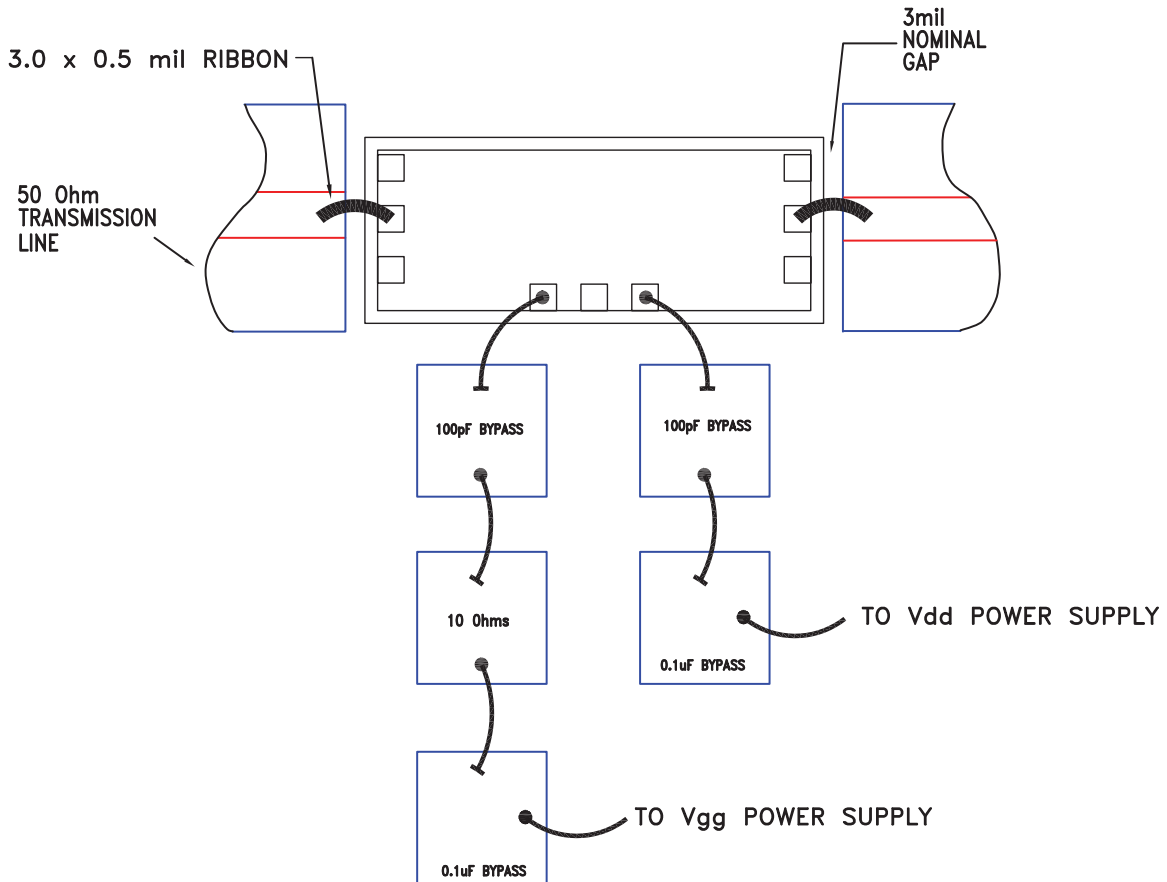 3mil
NOMINAL
GAP
3.0 x 0.5 mil RIBBON
50 Ohm
TRANSMISSION
LINE
100pF BYPASS
100pF BYPASS
10 Ohms
TO Vdd POWER SUPPLY
0.1uF BYPASS
TO Vgg POWER SUPPLY
0.1uF BYPASS